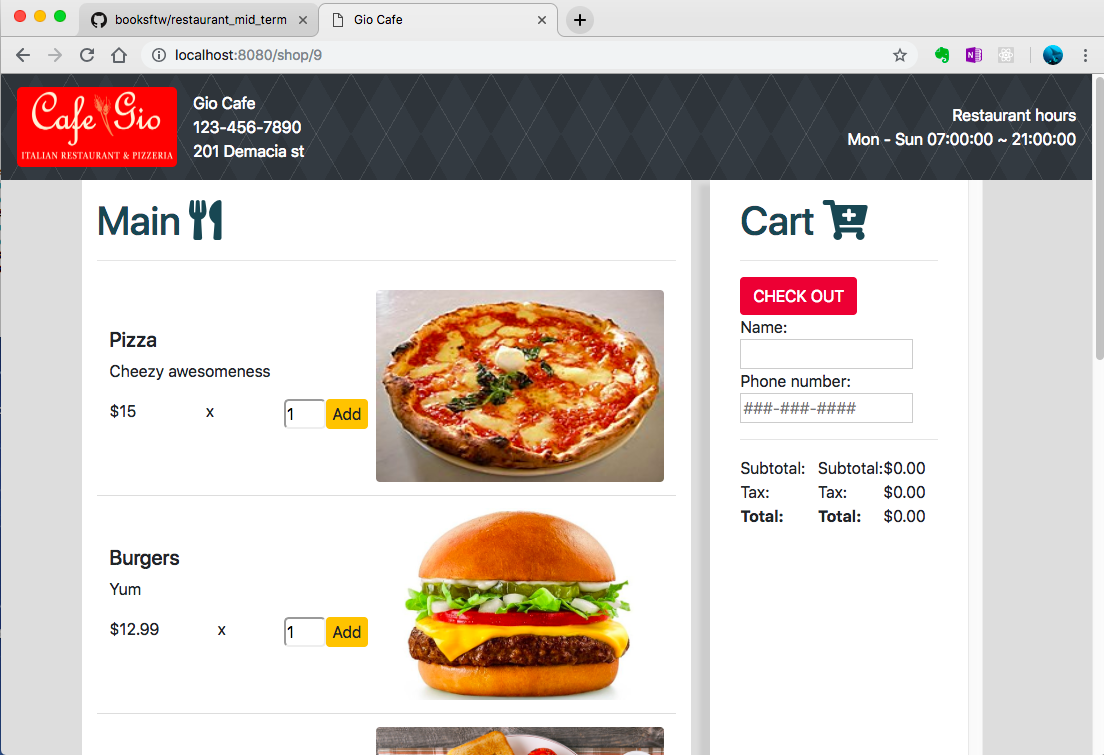 booksftw/restaurant_mid_term
Gio Cafe
localhost:8080/shop/9
Cafe Gio
ITALIAN RESTAURANT & PIZZERIA
Gio Cafe
123-456-7890
201 Demacia st
Restaurant hours
Mon - Sun 07:00:00 ~ 21:00:00
Main
Pizza
Cheezy awesomeness
$15 x 1 Add
Burgers
Yum
$12.99 x 1 Add
Cart
CHECK OUT
Name:
Phone number:
###-###-####
Subtotal: Subtotal:$0.00
Tax: Tax: $0.00
Total: Total: $0.00